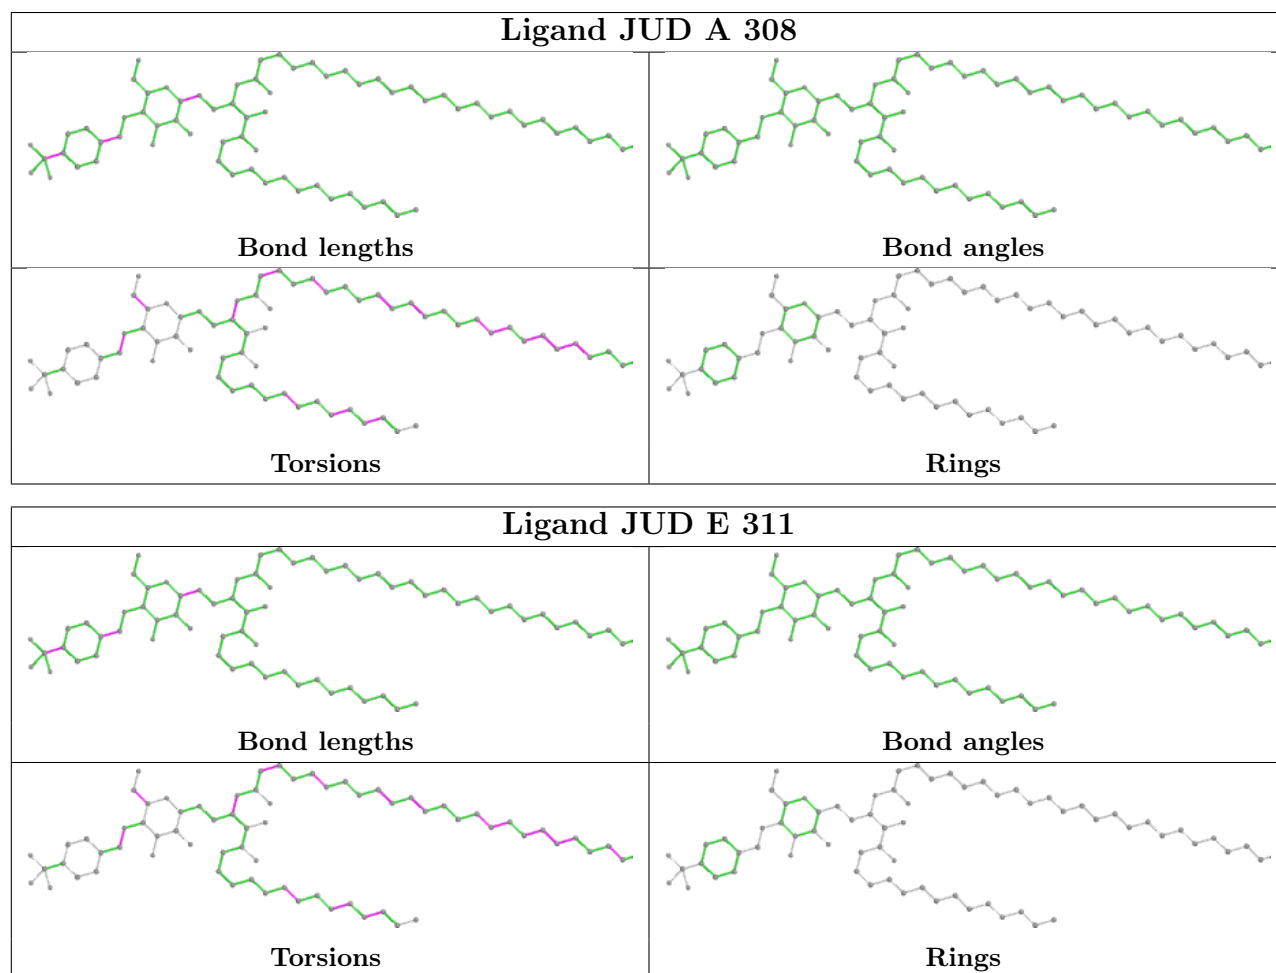 Ligand JUD A 308
Bond lengths
Bond angles
Torsions
Rings
Ligand JUD E 311
Bond lengths
Bond angles
Torsions
Rings